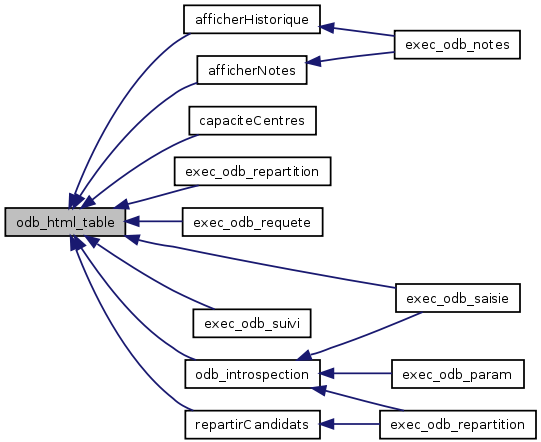 afficherHistorique
exec_odb_notes
afficherNotes
capaciteCentres
exec_odb_repartition
odb_html_table
exec_odb_requete
exec_odb_saisie
exec_odb_suivi
odb_introspection
exec_odb_param
repartirCandidats
exec_odb_repartition